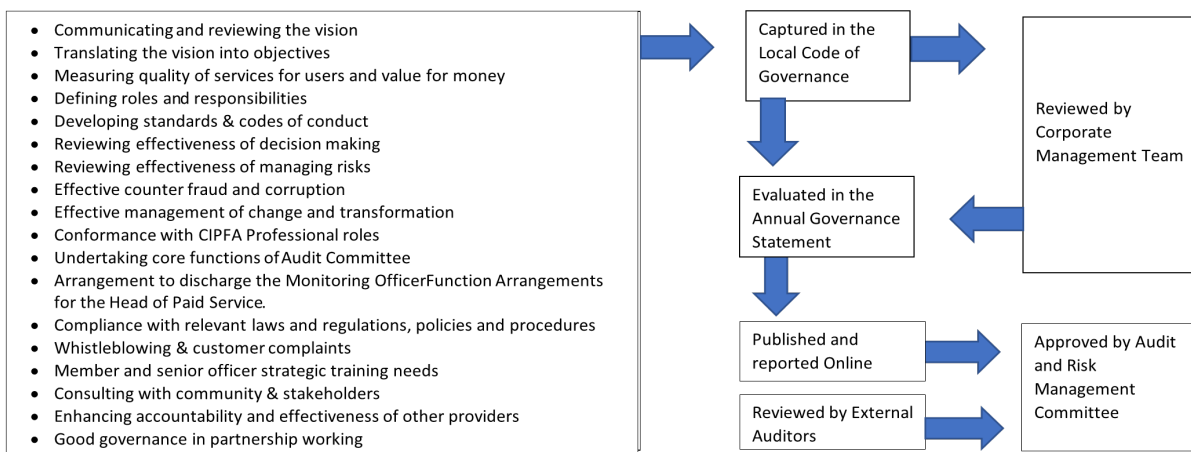 • Communicating and reviewing the vision
• Translating the vision into objectives
• Measuring quality of services for users and value for money
• Defining roles and responsibilities
• Developing standards & codes of conduct
• Reviewing effectiveness of decision making
• Reviewing effectiveness of managing risks
• Effective counter fraud and corruption
• Effective management of change and transformation
• Conformance with CIPFA Professional roles
• Undertaking core functions of Audit Committee
• Arrangement to discharge the Monitoring OfficerFunction Arrangements
for the Head of Paid Service.
• Compliance with relevant laws and regulations, policies and procedures
• Whistleblowing & customer complaints
• Member and senior officer strategic training needs
• Consulting with community & stakeholders
• Enhancing accountability and effectiveness of other providers
• Good governance in partnership working
Captured in the
Local Code of
Governance
Reviewed by
Corporate
Management Team
Evaluated in the
Annual Governance
Statement
Published and
reported Online
Approved by Audit
and Risk
Management
Committee
Reviewed by External
Auditors